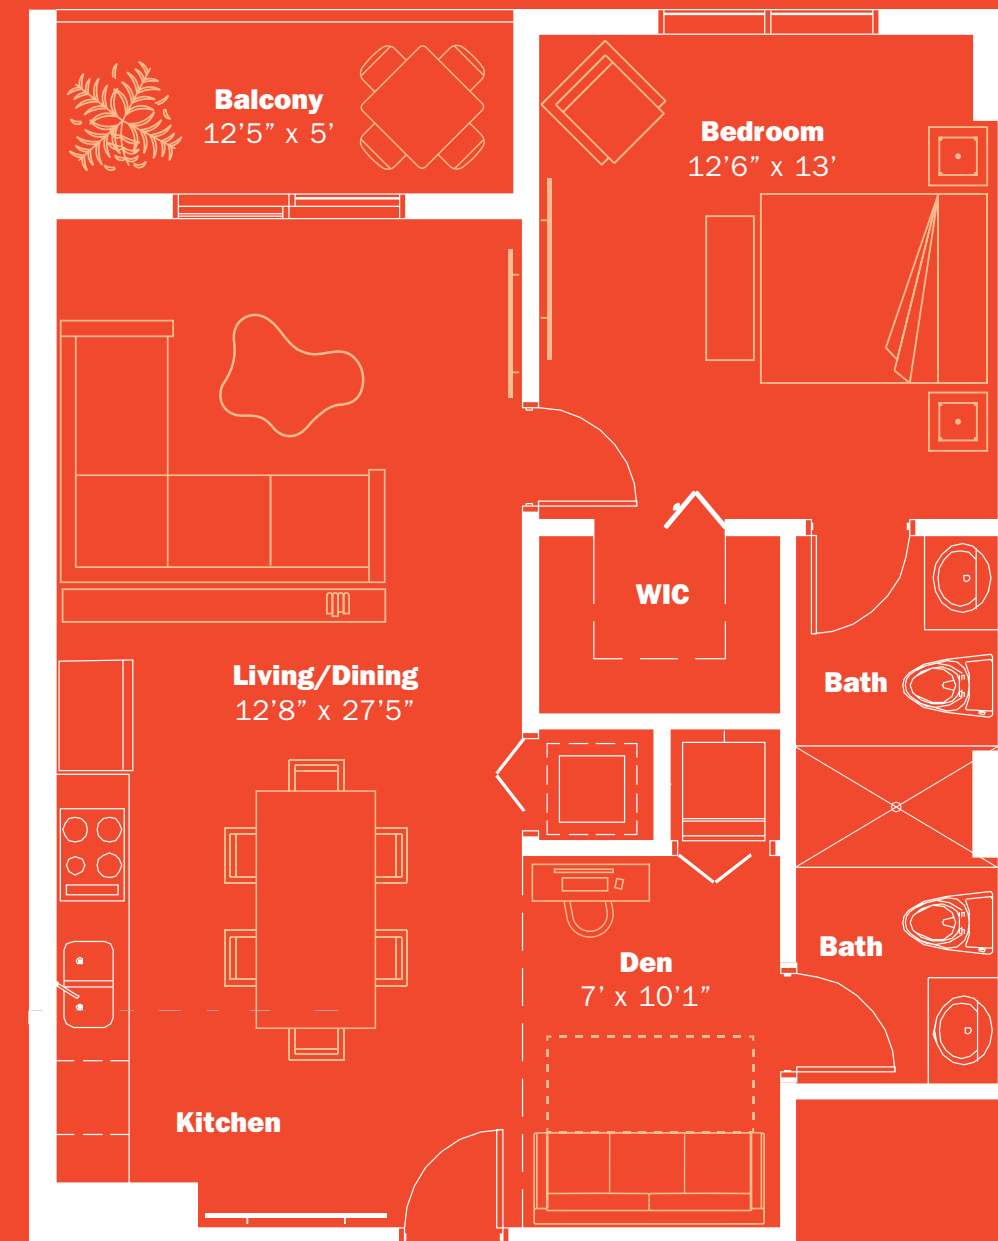 Balcony
12’5” x 5’
Bedroom
12’6” x 13’
WIC
Bath
Living/Dining
12’8” x 27’5”
Bath
Den
7’ x 10’1”
Kitchen